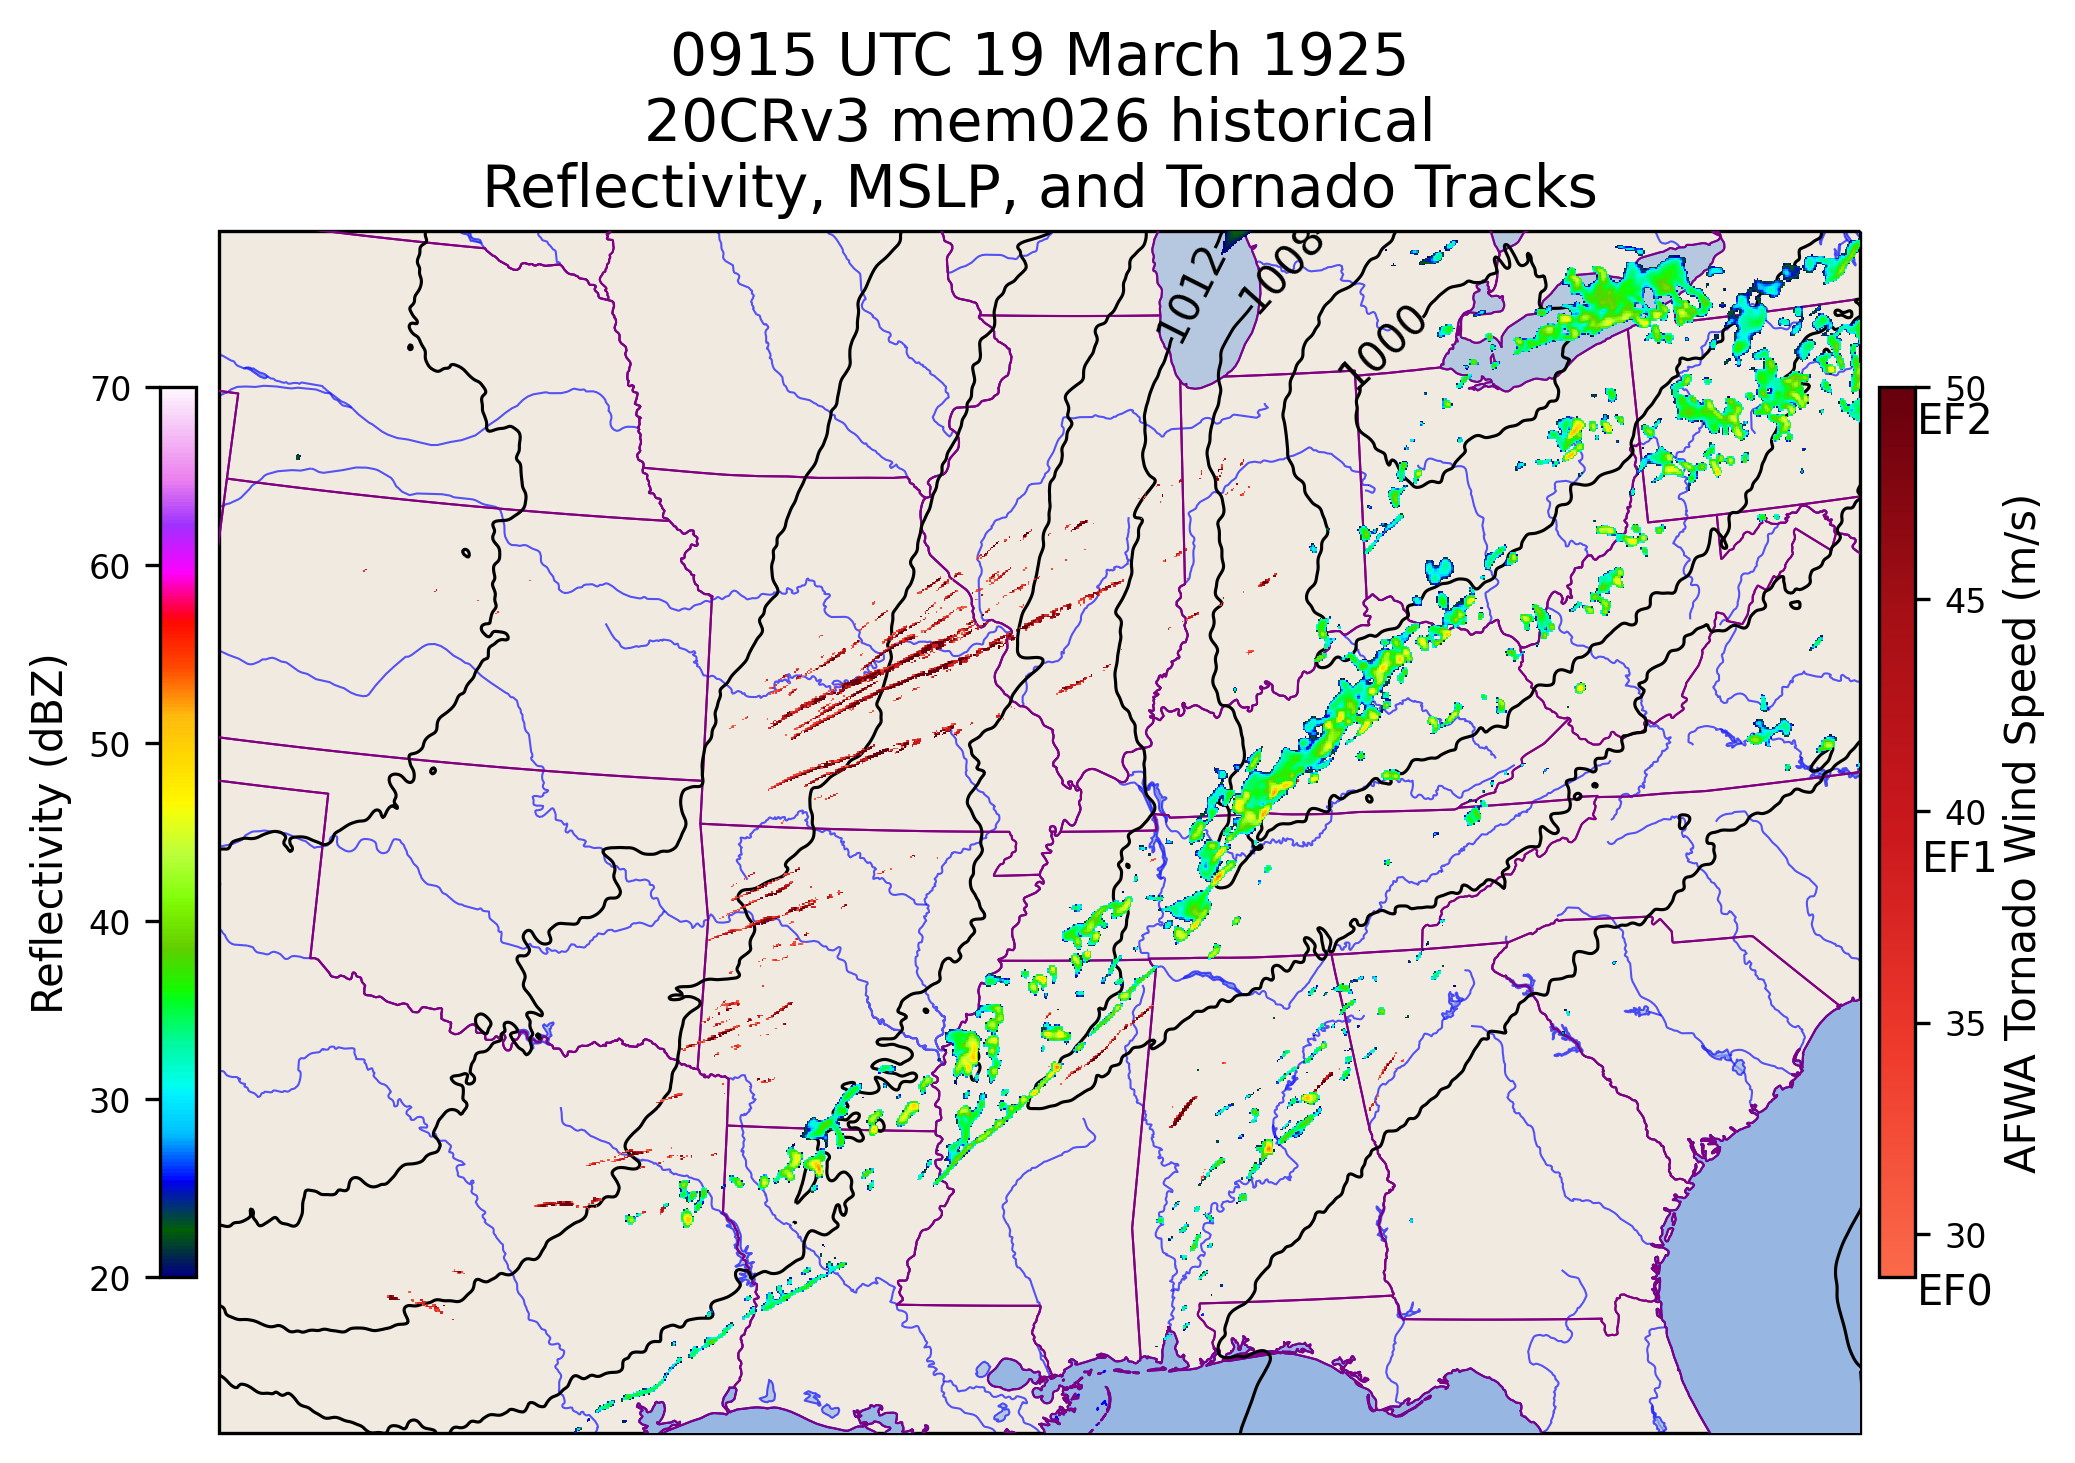 0915 UTC 19 March 1925
20CRv3 mem026 historical
Reflectivity, MSLP, and Tornado Tracks
1012
1008
1000
70
60
50
40
30
20
Reflectivity (dBZ)
50
EF2
45
40
EF1
35
30
EF0
AFWA Tornado Wind Speed (m/s)